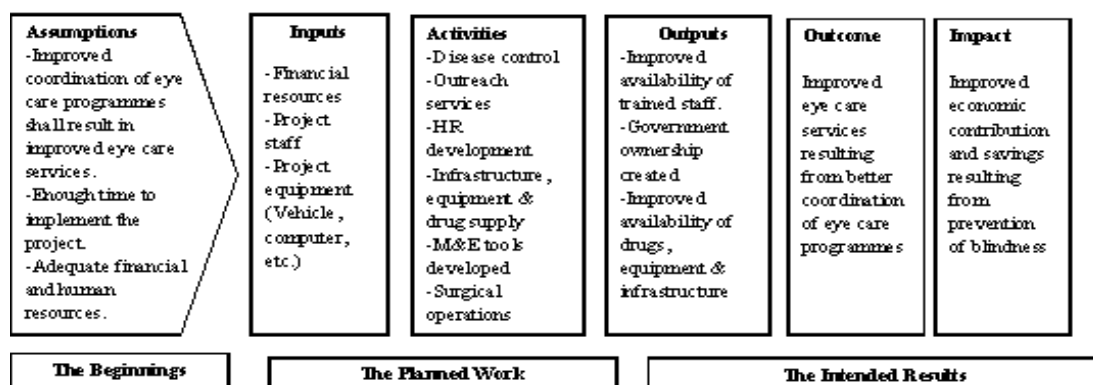 Assumptions
-Improved
coordination of eye
care programmes
shall result in
improved eye care
services.
-Enough time to
implement the
project.
-Adequate financial
and human
resources.
Inputs
-Financial
resources
-Project
staff
-Project
equipment
(Vehicle,
computer,
etc.)
Activities
-Disease control
-Outreach
services
-HR
development
-Infrastructure,
equipment &
drug supply
-M&E tools
developed
-Surgical
operations
Outputs
-Improved
availability of
trained staff.
-Government
ownership
created
-Improved
availability of
drugs,
equipment &
infrastructure
Outcome
Improved
eye care
services
resulting
from better
coordination
of eye care
programmes
Impact
Improved
economic
contribution
and savings
resulting
from
prevention
of blindness
The Beginnings
The Planned Work
The Intended Results